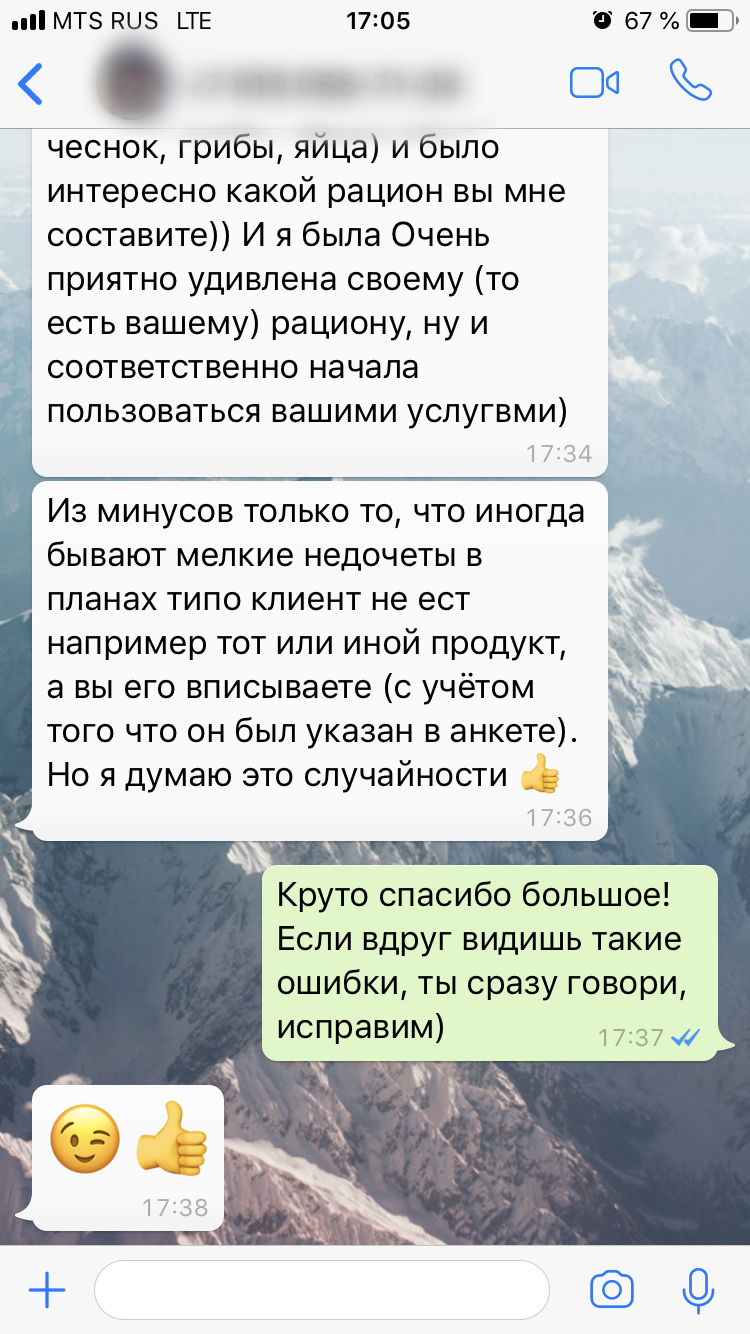 MTS RUS LTE 17:05 67 %
чеснок, грибы, яйца) и было
интересно какой рацион вы мне
составите)) И я была Очень
приятно удивлена своему (то
есть вашему) рациону, ну и
соответственно начала
пользоваться вашими услугвми)
17:34
Из минусов только то, что иногда
бывают мелкие недочеты в
планах типо клиент не ест
например тот или иной продукт,
а вы его вписываете (с учётом
того что он был указан в анкете).
Но я думаю это случайности 👍
17:36
Круто спасибо большое!
Если вдруг видишь такие
ошибки, ты сразу говори,
исправим)
17:37
😉👍
17:38